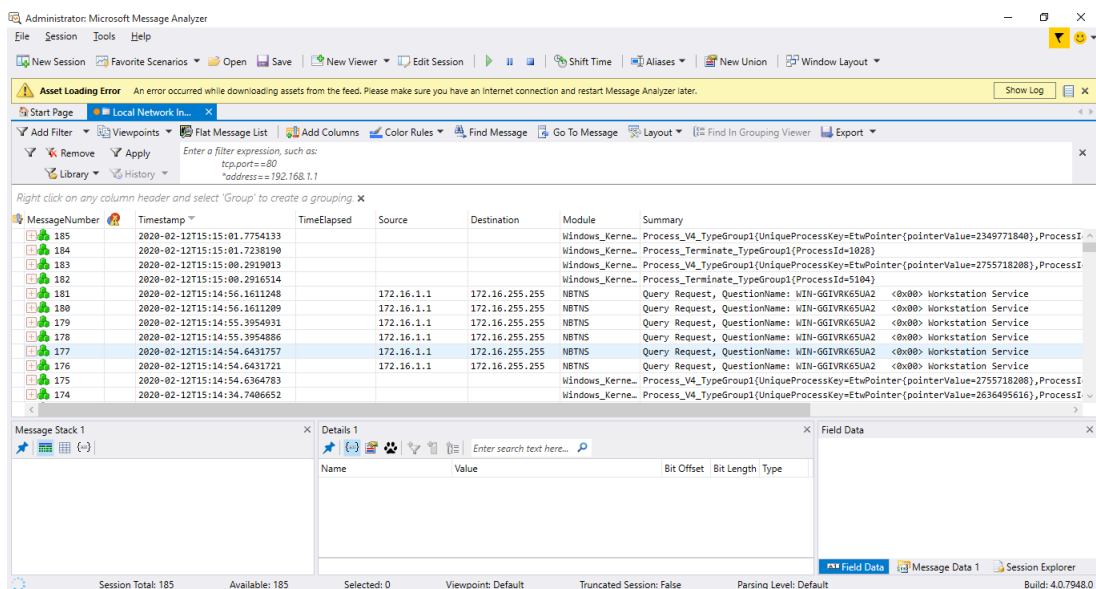 Administrator: Microsoft Message Analyzer
File Session Tools Help
New Session Favorite Scenarios Open Save New Viewer Edit Session Shift Time Aliases New Union Window Layout
Asset Loading Error An error occurred while downloading assets from the feed. Please make sure you have an Internet connection and restart Message Analyzer later. Show Log
Start Page Local Network In...
Add Filter Viewpoints Flat Message List Add Columns Color Rules Find Message Go To Message Layout Find In Grouping Viewer Export
Remove Apply Enter a filter expression, such as:
tcp.port==80
Library History *address==192.168.1.1
Right click on any column header and select 'Group' to create a grouping.
MessageNumber Timestamp TimeElapsed Source Destination Module Summary
185 2020-02-12T15:15:01.7754133 Windows_Kerne... Process_V4_TypeGroup1{UniqueProcessKey=EtwPointer{pointerValue=2349771840},ProcessI
184 2020-02-12T15:15:01.7238190 Windows_Kerne... Process_Terminate_TypeGroup1{ProcessId=1028}
183 2020-02-12T15:15:00.2919013 Windows_Kerne... Process_V4_TypeGroup1{UniqueProcessKey=EtwPointer{pointerValue=2755718208},ProcessI
182 2020-02-12T15:15:00.2916514 Windows_Kerne... Process_Terminate_TypeGroup1{ProcessId=5104}
181 2020-02-12T15:14:56.1611248 172.16.1.1 172.16.255.255 NBTNS Query Request, QuestionName: WIN-GGIVRK65UA2 <0x00> Workstation Service
180 2020-02-12T15:14:56.1611209 172.16.1.1 172.16.255.255 NBTNS Query Request, QuestionName: WIN-GGIVRK65UA2 <0x00> Workstation Service
179 2020-02-12T15:14:55.3954931 172.16.1.1 172.16.255.255 NBTNS Query Request, QuestionName: WIN-GGIVRK65UA2 <0x00> Workstation Service
178 2020-02-12T15:14:55.3954886 172.16.1.1 172.16.255.255 NBTNS Query Request, QuestionName: WIN-GGIVRK65UA2 <0x00> Workstation Service
177 2020-02-12T15:14:54.6431757 172.16.1.1 172.16.255.255 NBTNS Query Request, QuestionName: WIN-GGIVRK65UA2 <0x00> Workstation Service
176 2020-02-12T15:14:54.6431721 172.16.1.1 172.16.255.255 NBTNS Query Request, QuestionName: WIN-GGIVRK65UA2 <0x00> Workstation Service
175 2020-02-12T15:14:54.6364783 Windows_Kerne... Process_V4_TypeGroup1{UniqueProcessKey=EtwPointer{pointerValue=2755718208},ProcessI
174 2020-02-12T15:14:34.7406652 Windows_Kerne... Process_V4_TypeGroup1{UniqueProcessKey=EtwPointer{pointerValue=2636495616},ProcessI
Message Stack 1 Details 1 Field Data
Enter search text here...
Name Value Bit Offset Bit Length Type
Field Data Message Data 1 Session Explorer
Session Total: 185 Available: 185 Selected: 0 Viewpoint: Default Truncated Session: False Parsing Level: Default Build: 4.0.7948.0